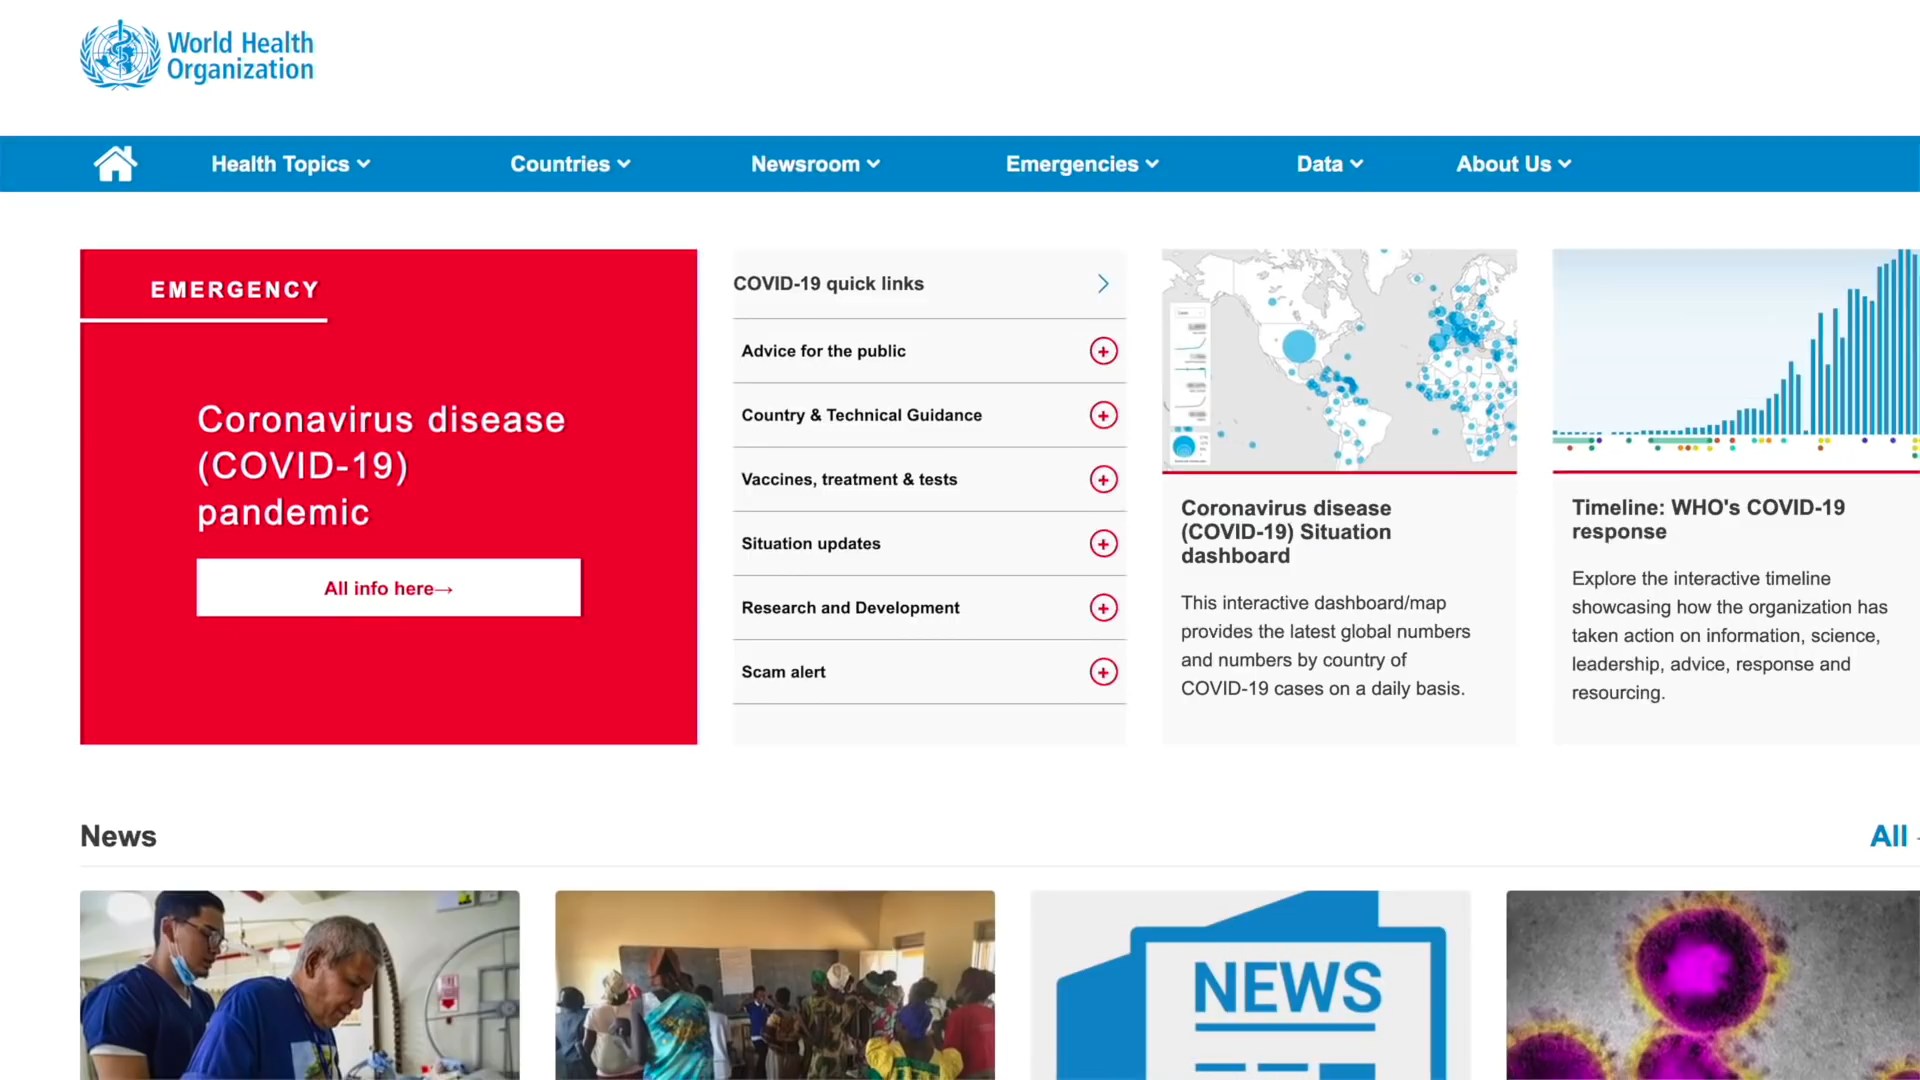 World Health
Organization
Health Topics
Countries
Newsroom
Emergencies
Data
About Us
EMERGENCY
Coronavirus disease
(COVID-19)
pandemic
All info here→
COVID-19 quick links
Advice for the public
Country & Technical Guidance
Vaccines, treatment & tests
Situation updates
Research and Development
Scam alert
Coronavirus disease
(COVID-19) Situation
dashboard
This interactive dashboard/map
provides the latest global numbers
and numbers by country of
COVID-19 cases on a daily basis.
Timeline: WHO's COVID-19
response
Explore the interactive timeline
showcasing how the organization has
taken action on information, science,
leadership, advice, response and
resourcing.
News
All
NEWS